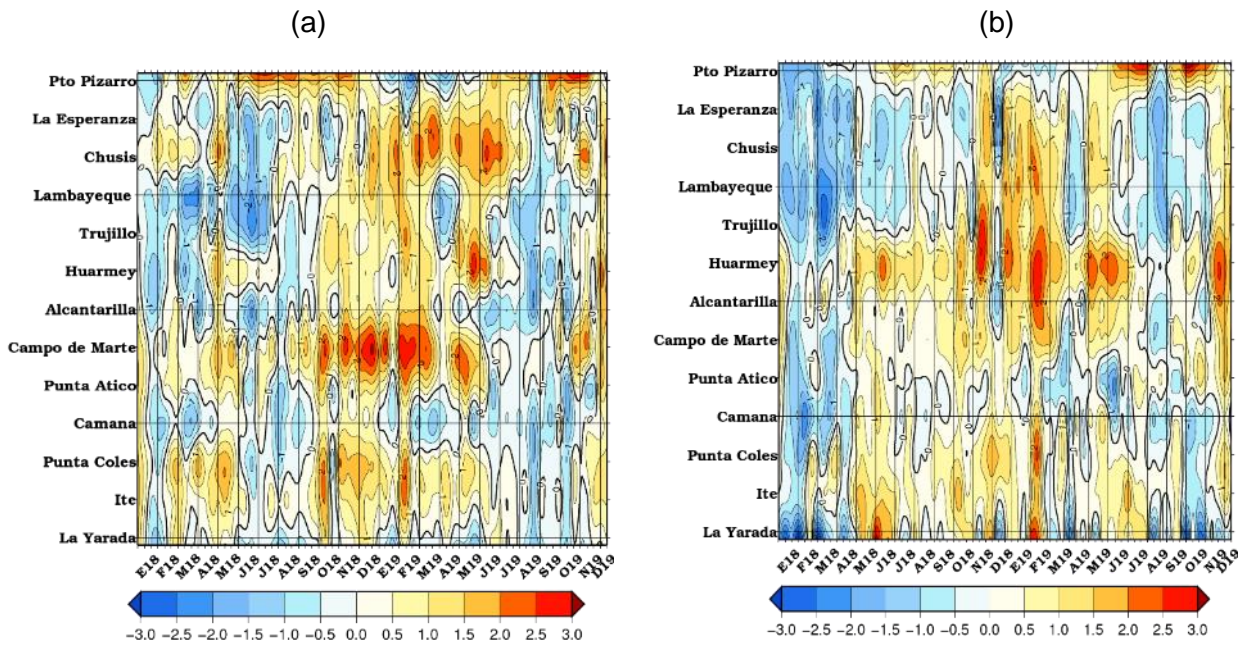 (a)
(b)
Pto Pizarro
La Esperanza
Chusis
Lambayeque
Trujillo
Huarmey
Alcantarilla
Campo de Marte
Punta Atico
Camana
Punta Coles
Ite
La Yarada
E18 F18 M18 A18 M18 J18 J18 A18 S18 O18 N18 D18 E19 F19 M19 A19 M19 J19 J19 A19 S19 O19 N19 D19
-3.0 -2.5 -2.0 -1.5 -1.0 -0.5 0.0 0.5 1.0 1.5 2.0 2.5 3.0
Pto Pizarro
La Esperanza
Chusis
Lambayeque
Trujillo
Huarmey
Alcantarilla
Campo de Marte
Punta Atico
Camana
Punta Coles
Ite
La Yarada
E18 F18 M18 A18 M18 J18 J18 A18 S18 O18 N18 D18 E19 F19 M19 A19 M19 J19 J19 A19 S19 O19 N19 D19
-3.0 -2.5 -2.0 -1.5 -1.0 -0.5 0.0 0.5 1.0 1.5 2.0 2.5 3.0